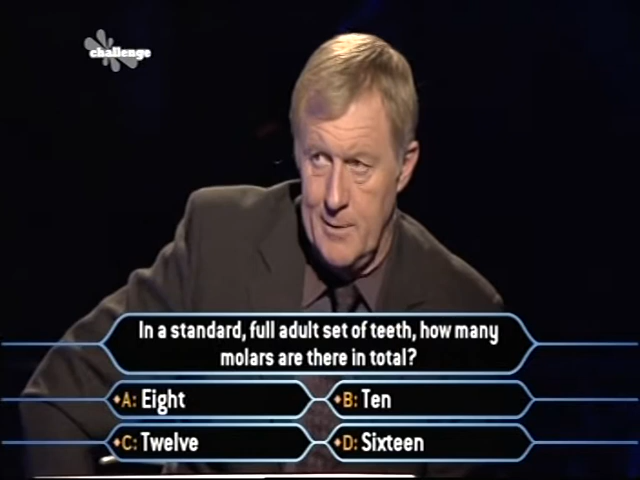 challenge
In a standard, full adult set of teeth, how many
molars are there in total?
A: Eight
B: Ten
C: Twelve
D: Sixteen